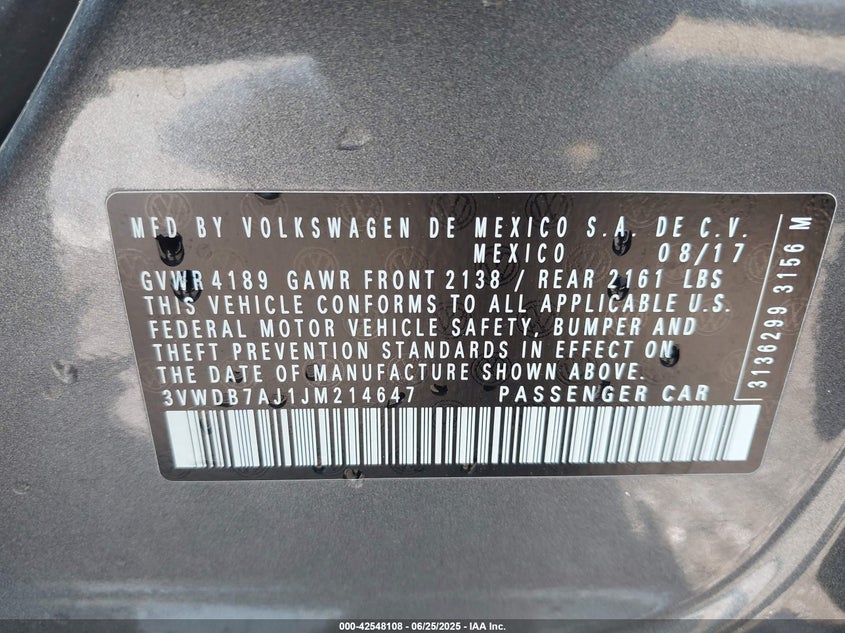 MFD BY VOLKSWAGEN DE MEXICO S.A. DE C.V.
MEXICO 08/17
GVWR 4189 GAWR FRONT 2138 / REAR 2161 LBS
THIS VEHICLE CONFORMS TO ALL APPLICABLE U.S.
FEDERAL MOTOR VEHICLE SAFETY, BUMPER AND
THEFT PREVENTION STANDARDS IN EFFECT ON
THE DATE OF MANUFACTURE SHOWN ABOVE.
3VWDB7AJ1JM214647 PASSENGER CAR
3136299 3156 M
000-42548108 - 06/25/2025 - IAA Inc.